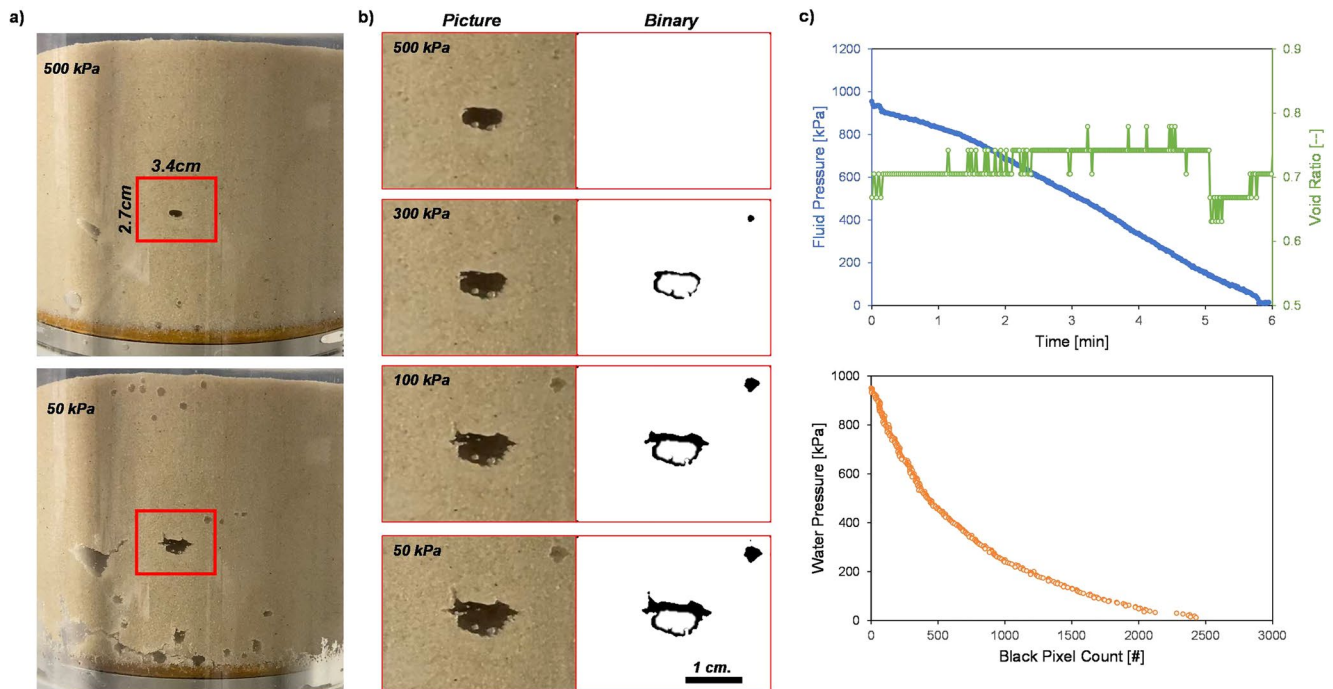 a)
500 kPa
3.4cm
2.7cm
50 kPa
b)
Picture
Binary
500 kPa
300 kPa
100 kPa
50 kPa
1 cm.
c)
1200
1000
800
600
400
200
0
Fluid Pressure [kPa]
0.9
0.8
0.7
0.6
0.5
Void Ratio [--]
0 1 2 3 4 5 6
Time [min]
1000
800
600
400
200
0
Water Pressure [kPa]
0 500 1000 1500 2000 2500 3000
Black Pixel Count [#]